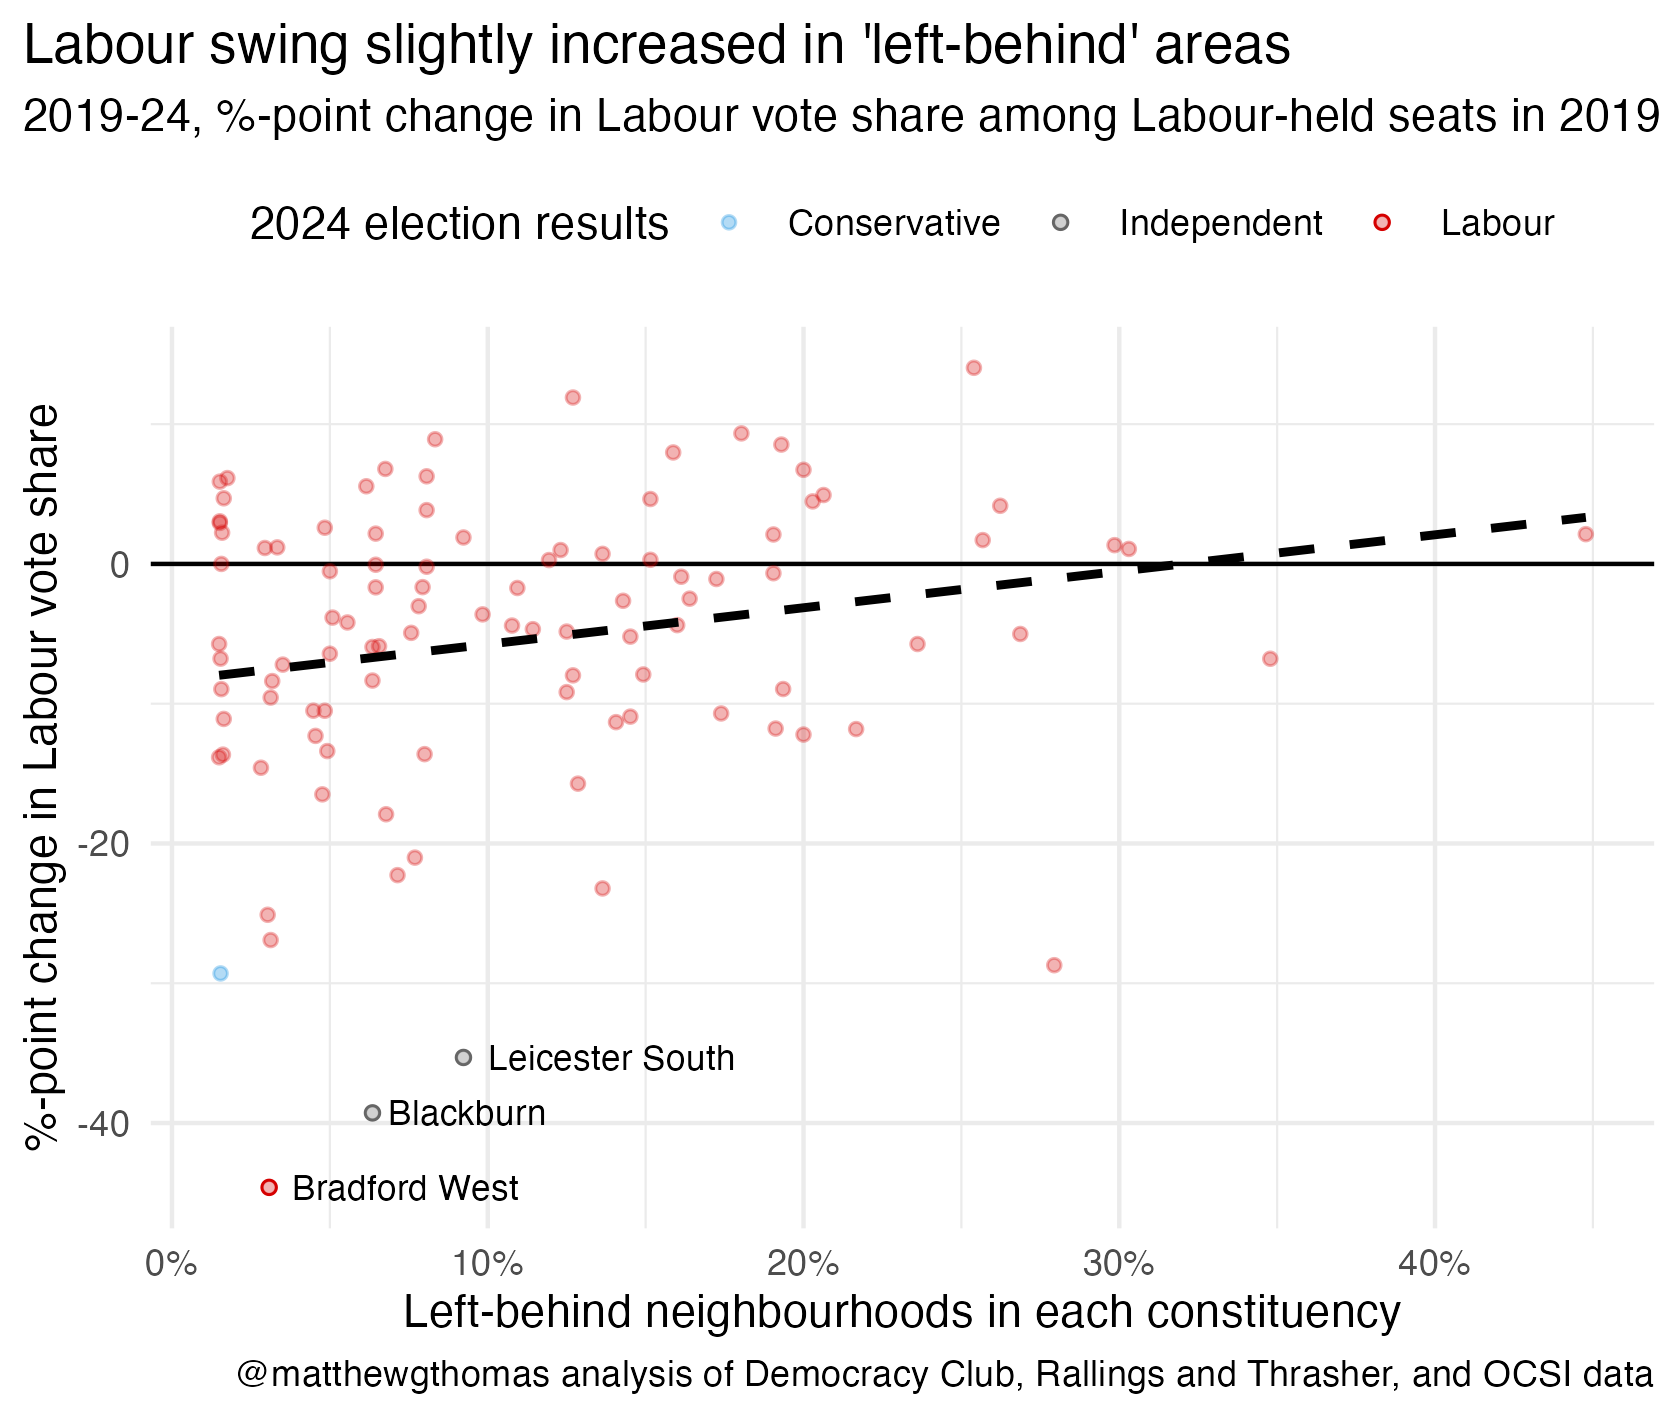 Labour swing slightly increased in 'left-behind' areas
2019-24, %-point change in Labour vote share among Labour-held seats in 2019
2024 election results
Conservative
Independent
Labour
%-point change in Labour vote share
0
-20
-40
Leicester South
Blackburn
Bradford West
0%
10%
20%
30%
40%
Left-behind neighbourhoods in each constituency
@matthewgthomas analysis of Democracy Club, Rallings and Thrasher, and OCSI data